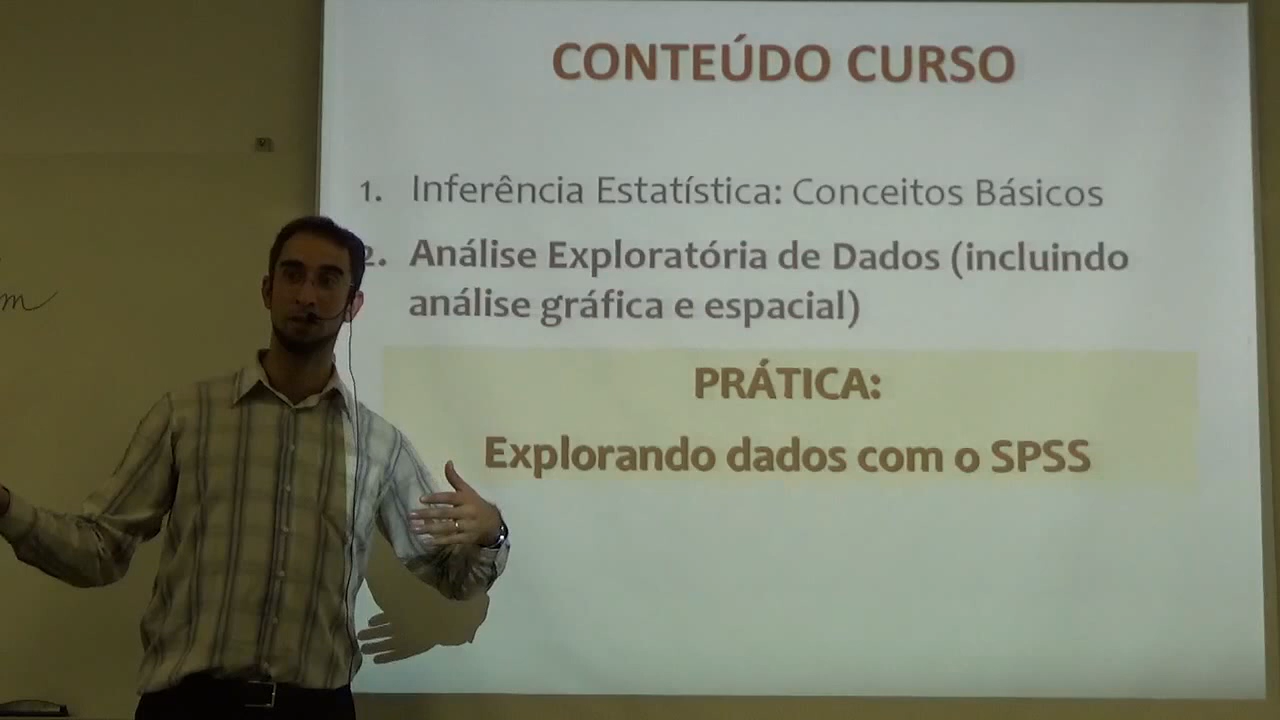 CONTEÚDO CURSO
1. Inferência Estatística: Conceitos Básicos
2. Análise Exploratória de Dados (incluindo
análise gráfica e espacial)
PRÁTICA:
Explorando dados com o SPSS